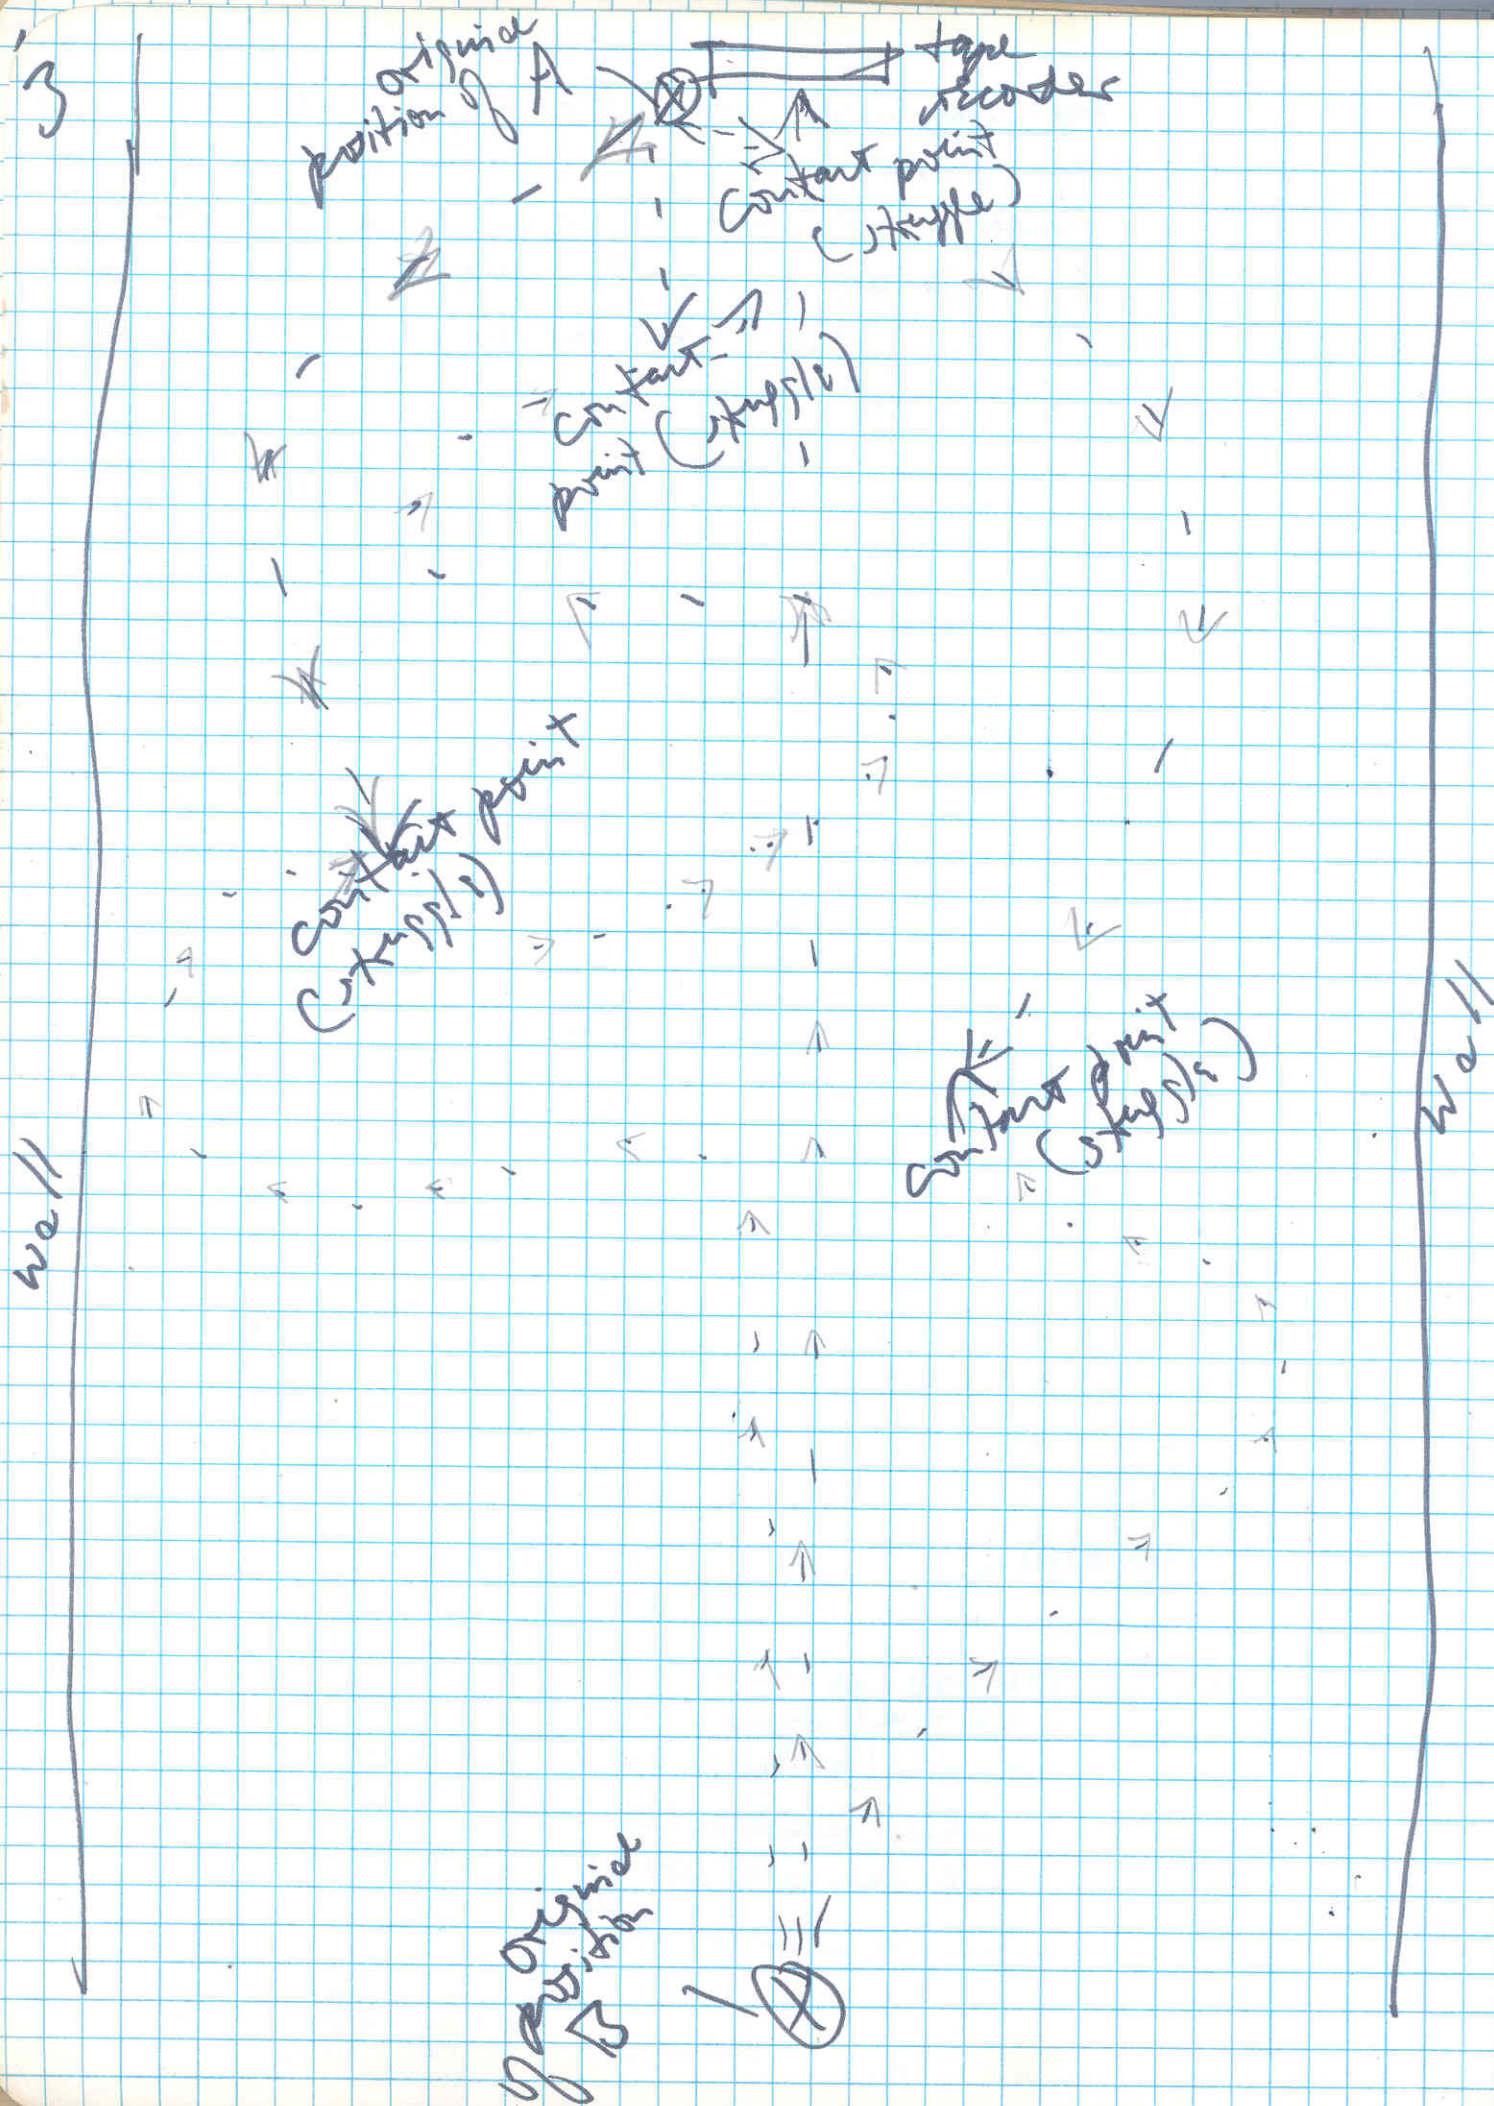 3
original
position
of A
tape
recorder
contact point
(struggle)
contact
point (struggle)
contact point
(struggle)
contact point
(struggle)
wall
wall
original
position
of B